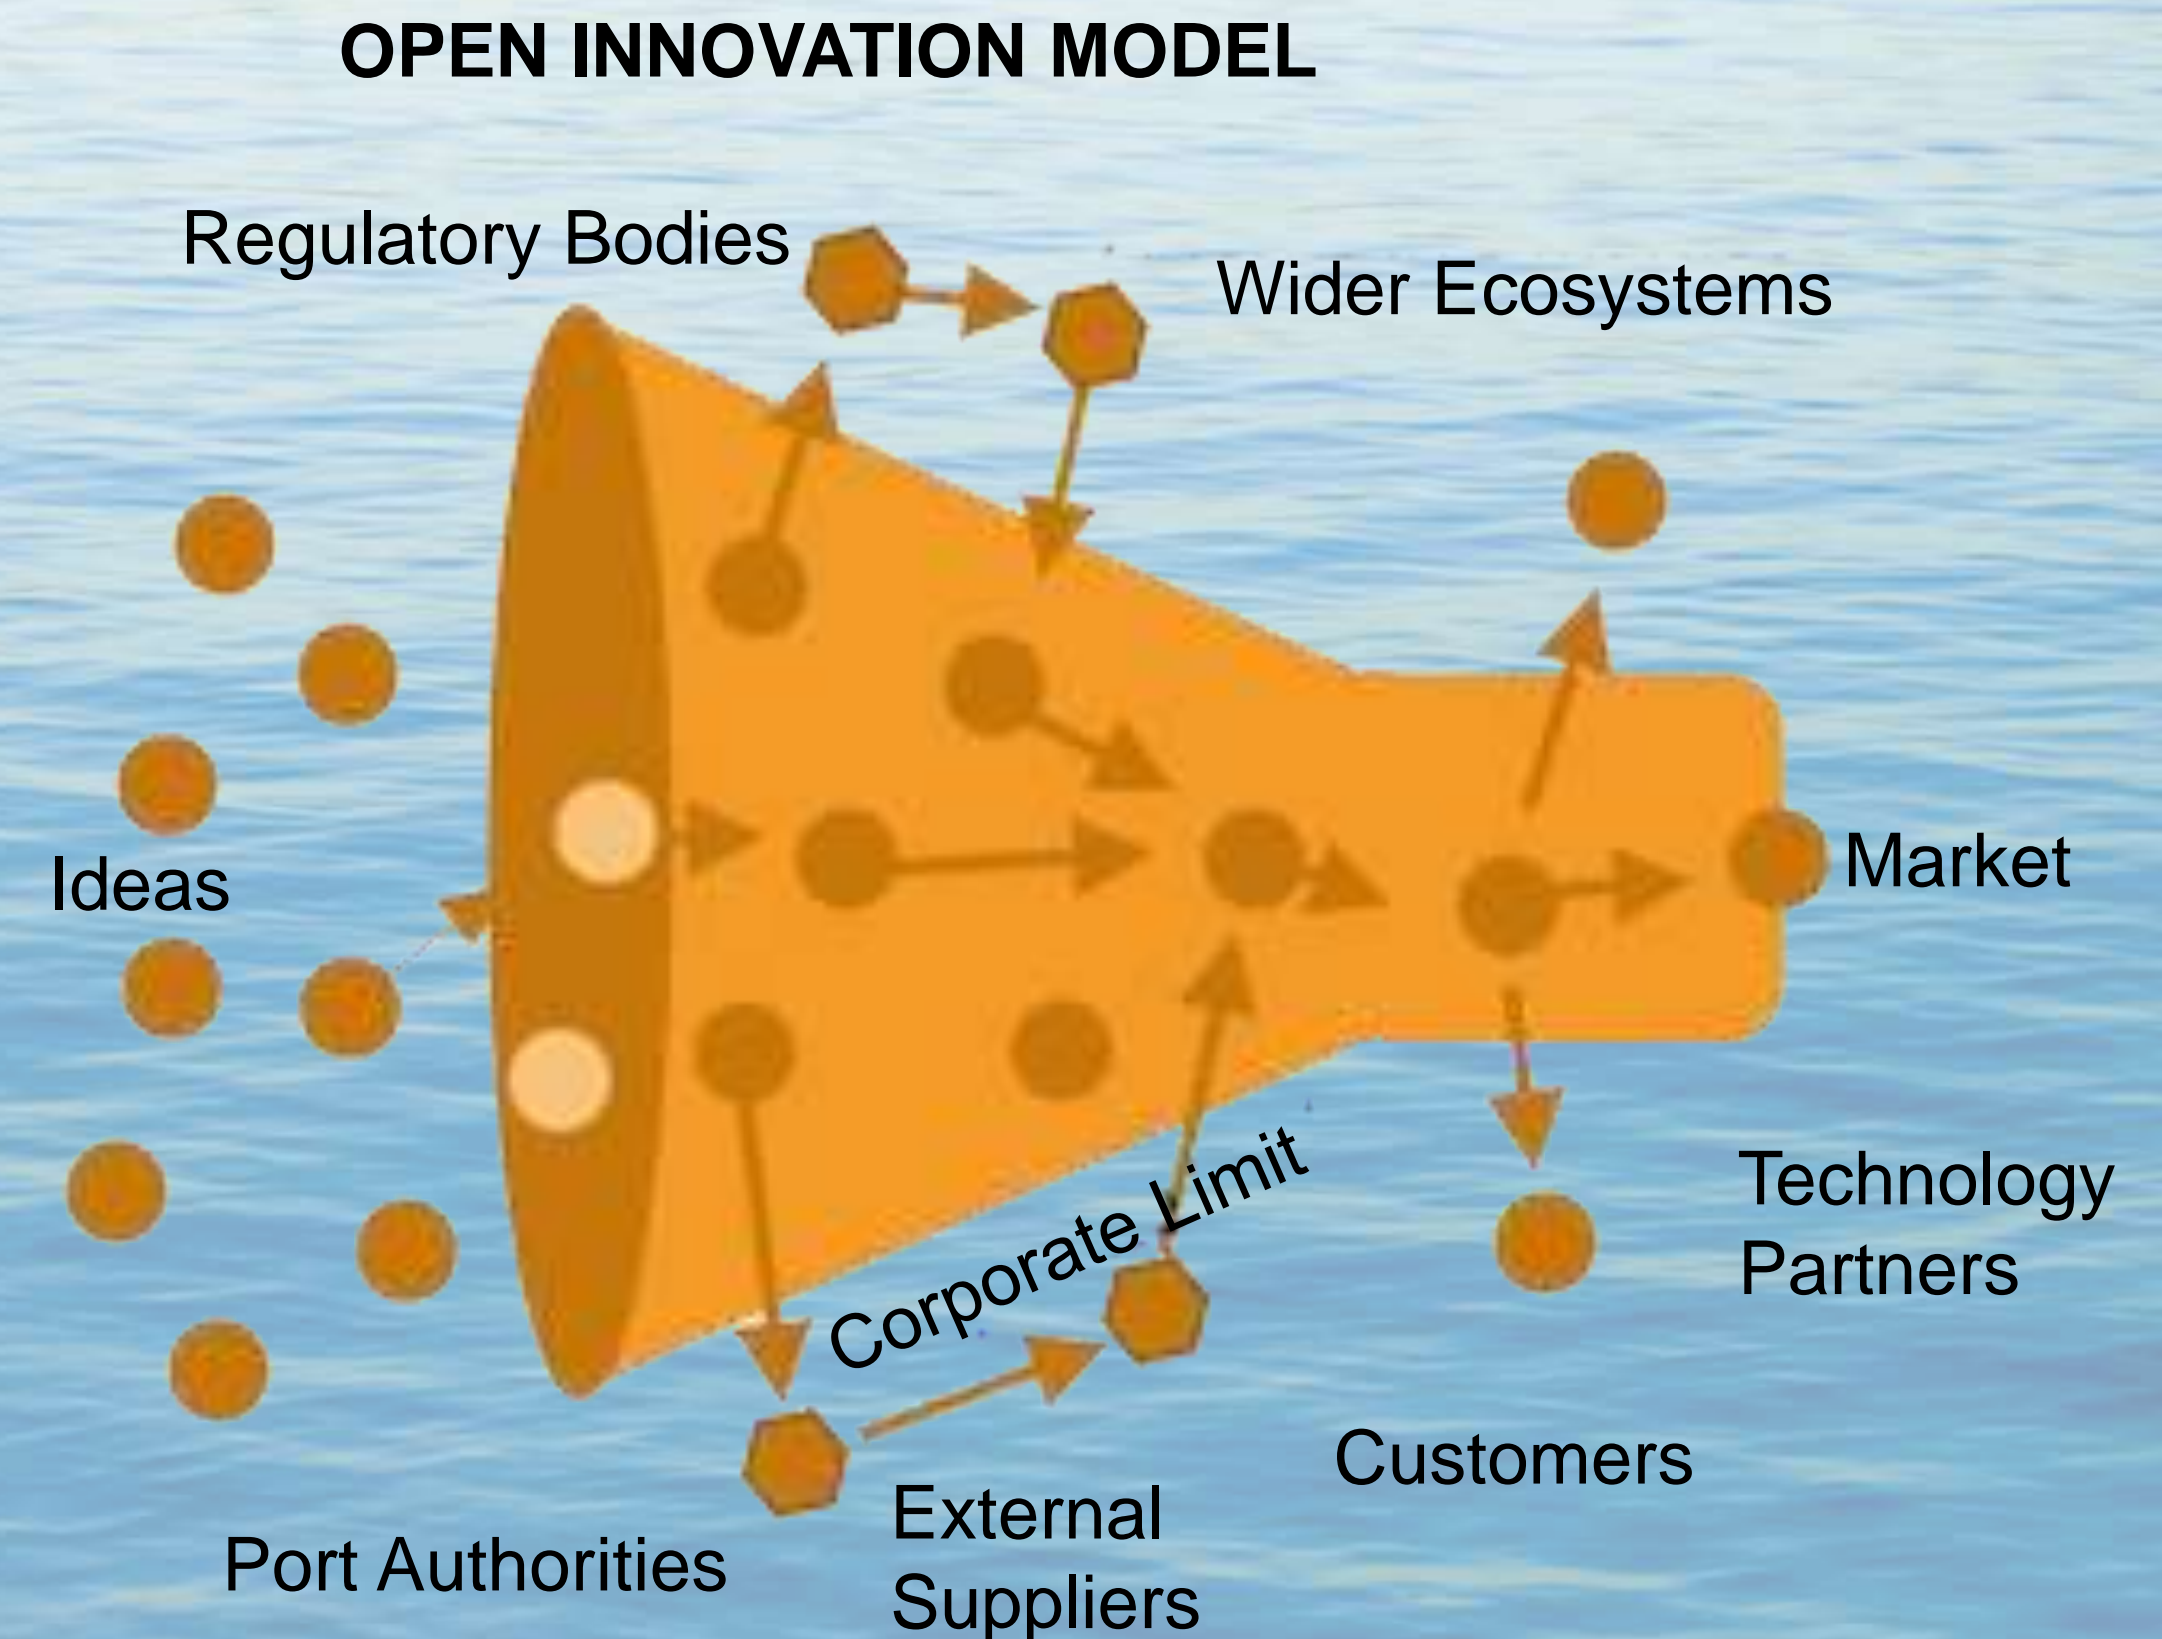 OPEN INNOVATION MODEL
Regulatory Bodies
Wider Ecosystems
Ideas
Market
Corporate Limit
Technology
Partners
Customers
External
Suppliers
Port Authorities